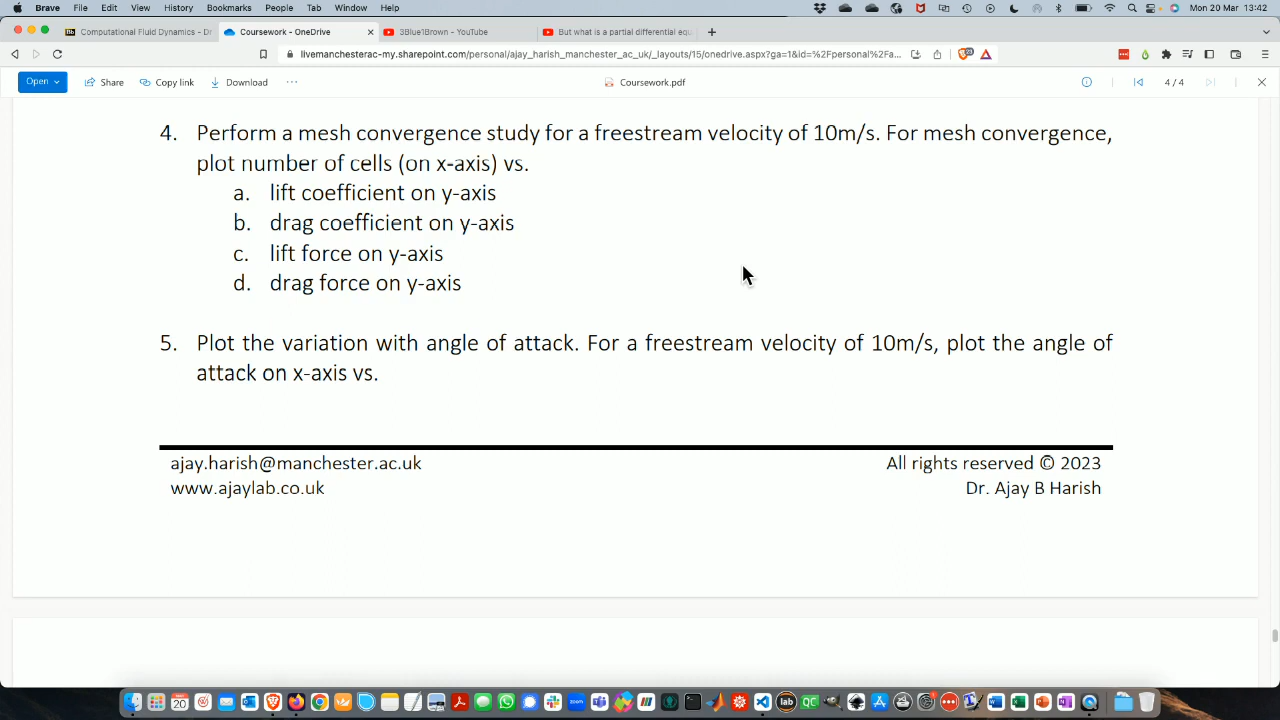 Brave File Edit View History Bookmarks People Tab Window Help Mon 20 Mar 13:42
Computational Fluid Dynamics - Dr Coursework - OneDrive 3Blue1Brown - YouTube But what is a partial differential equ
livemanchesterac-my.sharepoint.com/personal/ajay_harish_manchester_ac_uk/_layouts/15/onedrive.aspx?ga=1&id=%2Fpersonal%2Fa...
Open Share Copy link Download ... Coursework.pdf 4 / 4
4. Perform a mesh convergence study for a freestream velocity of 10m/s. For mesh convergence,
plot number of cells (on x-axis) vs.
a. lift coefficient on y-axis
b. drag coefficient on y-axis
c. lift force on y-axis
d. drag force on y-axis
5. Plot the variation with angle of attack. For a freestream velocity of 10m/s, plot the angle of
attack on x-axis vs.
ajay.harish@manchester.ac.uk All rights reserved © 2023
www.ajaylab.co.uk Dr. Ajay B Harish
20 zoom lab QC